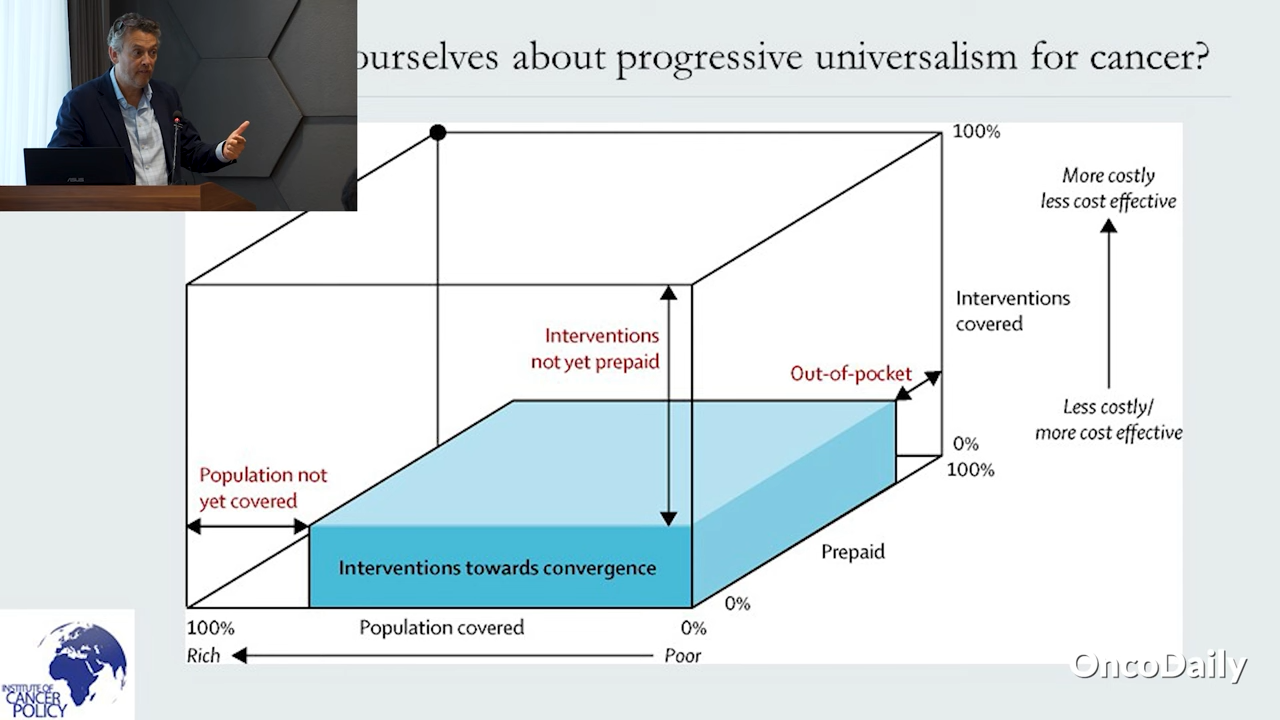 ourselves about progressive universalism for cancer?
100%
More costly
less cost effective
Interventions
covered
Interventions
not yet prepaid
Out-of-pocket
Less costly/
more cost effective
0%
100%
Population not
yet covered
Prepaid
Interventions towards convergence
0%
100%
Population covered
0%
Rich
Poor
ASUS
INSTITUTE OF
CANCER
POLICY
OncoDaily